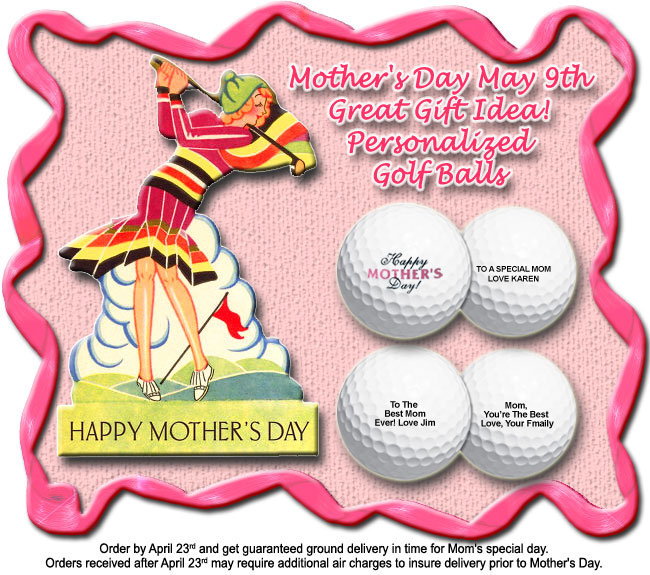 Mother's Day May 9th
Great Gift Idea!
Personalized
Golf Balls
Happy
MOTHER'S
Day!
TO A SPECIAL MOM
LOVE KAREN
To The
Best Mom
Ever! Love Jim
Mom,
You're The Best
Love, Your Fmaily
HAPPY MOTHER'S DAY
Order by April 23rd and get guaranteed ground delivery in time for Mom's special day.
Orders received after April 23rd may require additional air charges to insure delivery prior to Mother's Day.